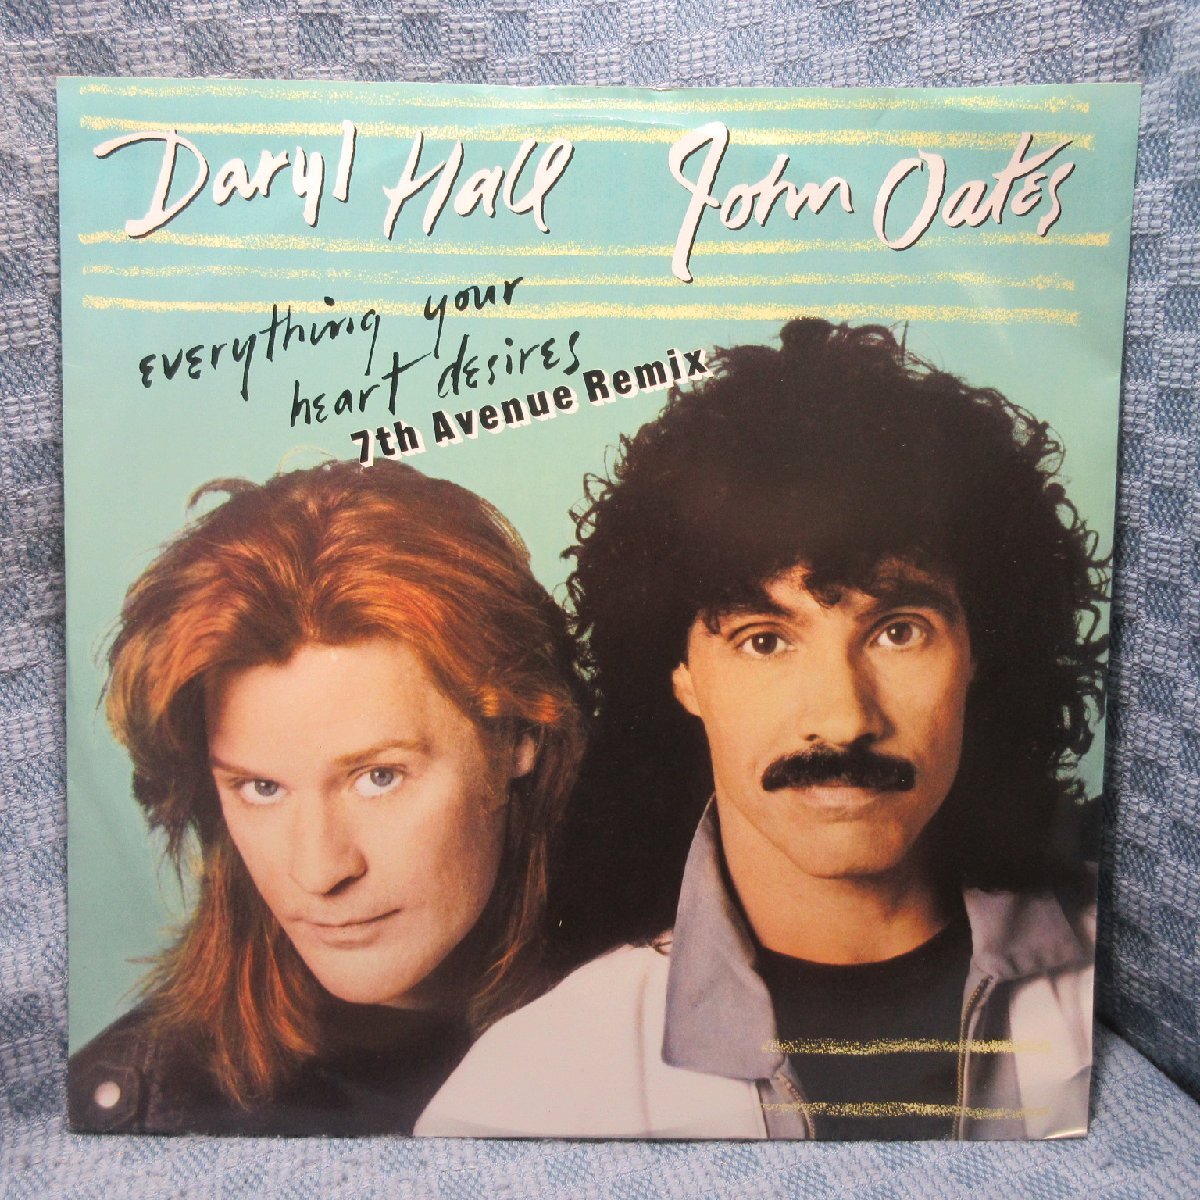 Daryl Hall John Oates
everything your
heart desires
7th Avenue Remix